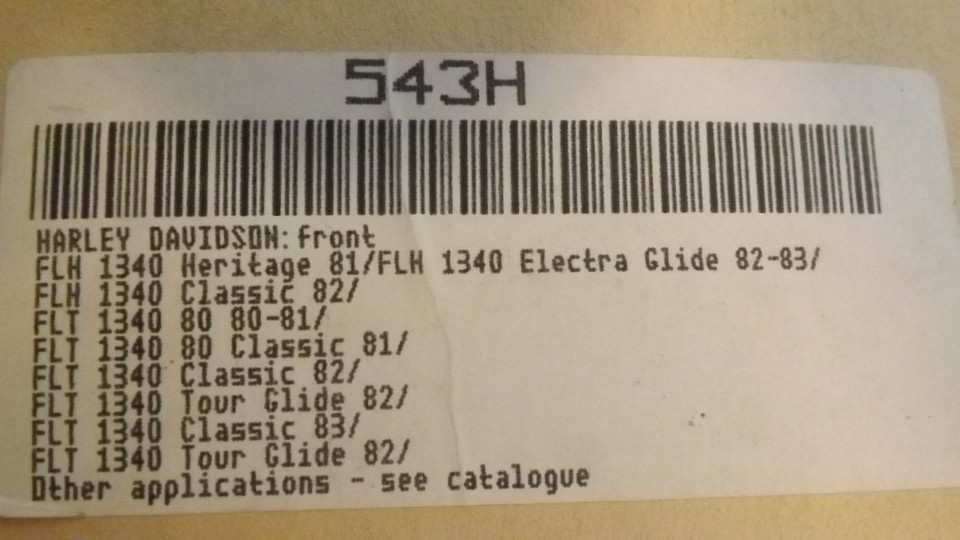 543H
HARLEY DAVIDSON: front
FLH 1340 Heritage 81/FLH 1340 Electra Glide 82-83/
FLH 1340 Classic 82/
FLT 1340 80 80-81/
FLT 1340 80 Classic 81/
FLT 1340 Classic 82/
FLT 1340 Tour Glide 82/
FLT 1340 Classic 83/
FLT 1340 Tour Glide 82/
Other applications - see catalogue